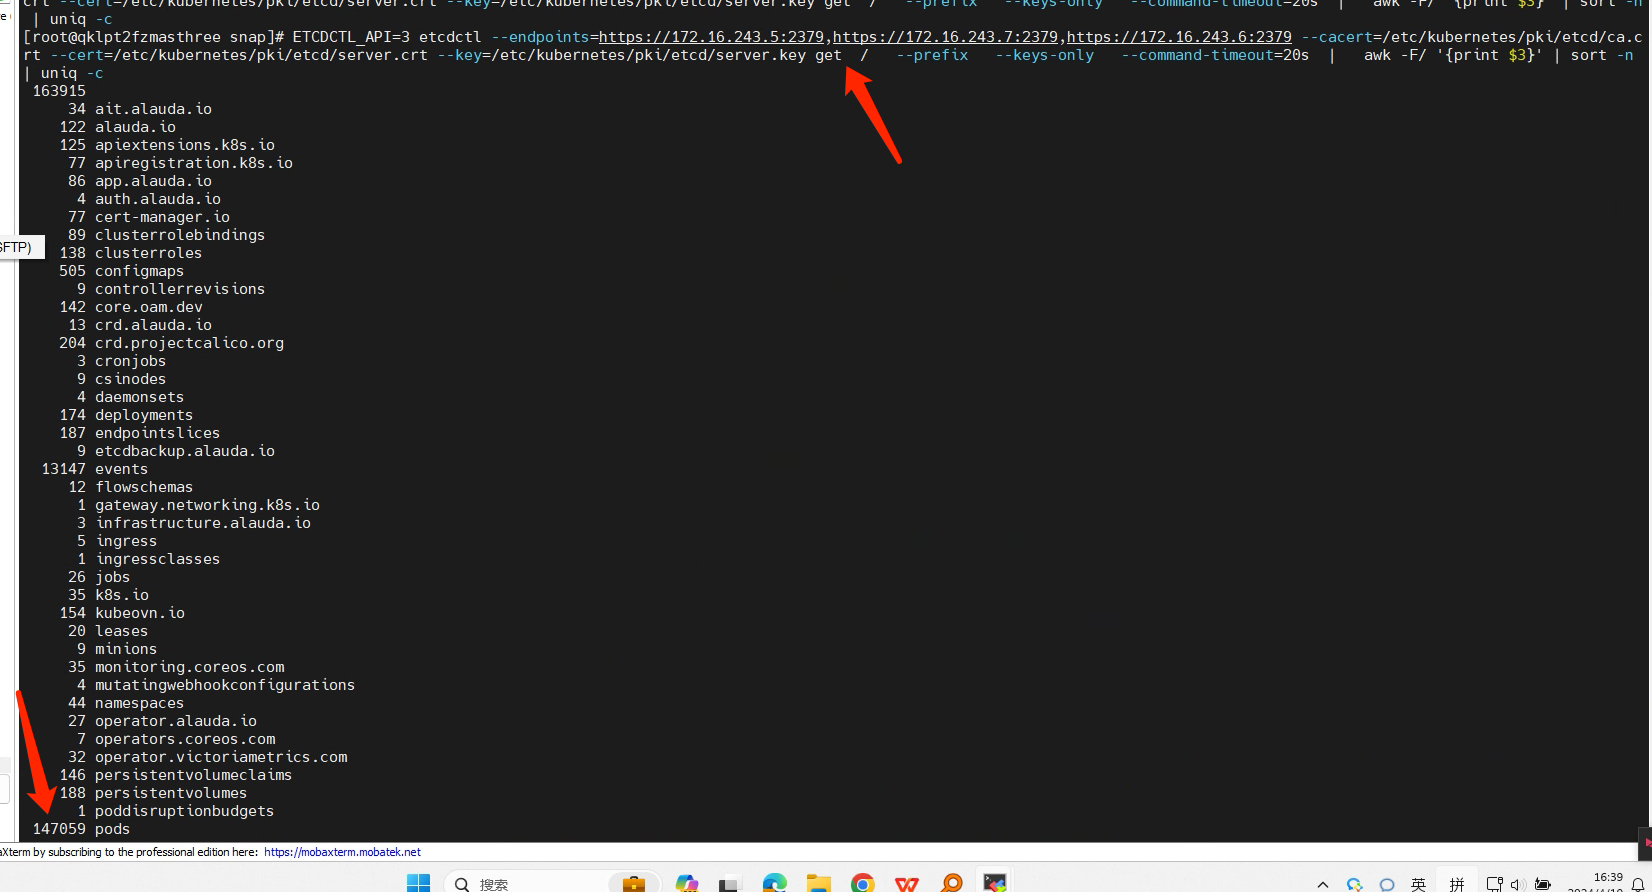 crt --cert=/etc/kubernetes/pki/etcd/server.crt --key=/etc/kubernetes/pki/etcd/server.key get / --prefix --keys-only --command-timeout=20s | awk -F/ '{print $3}' | sort -n
| uniq -c
[root@qklpt2fzmasthree snap]# ETCDCTL_API=3 etcdctl --endpoints=https://172.16.243.5:2379,https://172.16.243.7:2379,https://172.16.243.6:2379 --cacert=/etc/kubernetes/pki/etcd/ca.c
rt --cert=/etc/kubernetes/pki/etcd/server.crt --key=/etc/kubernetes/pki/etcd/server.key get / --prefix --keys-only --command-timeout=20s | awk -F/ '{print $3}' | sort -n
| uniq -c
163915
34 ait.alauda.io
122 alauda.io
125 apiextensions.k8s.io
77 apiregistration.k8s.io
86 app.alauda.io
4 auth.alauda.io
77 cert-manager.io
89 clusterrolebindings
SFTP)
138 clusterroles
505 configmaps
9 controllerrevisions
142 core.oam.dev
13 crd.alauda.io
204 crd.projectcalico.org
3 cronjobs
9 csinodes
4 daemonsets
174 deployments
187 endpointslices
9 etcdbackup.alauda.io
13147 events
12 flowschemas
1 gateway.networking.k8s.io
3 infrastructure.alauda.io
5 ingress
1 ingressclasses
26 jobs
35 k8s.io
154 kubeovn.io
20 leases
9 minions
35 monitoring.coreos.com
4 mutatingwebhookconfigurations
44 namespaces
27 operator.alauda.io
7 operators.coreos.com
32 operator.victoriametrics.com
146 persistentvolumeclaims
188 persistentvolumes
1 poddisruptionbudgets
147059 pods
aXterm by subscribing to the professional edition here: https://mobaxterm.mobatek.net
搜索
英
拼
16:39